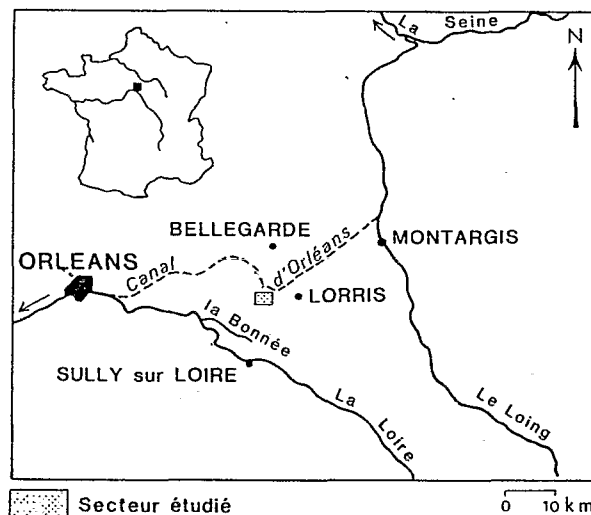 La Seine
N
BELLEGARDE
MONTARGIS
ORLEANS
Canal d'Orléans
LORRIS
la Bonnée
SULLY sur LOIRE
La Loire
Le Loing
Secteur étudié
0 10 km